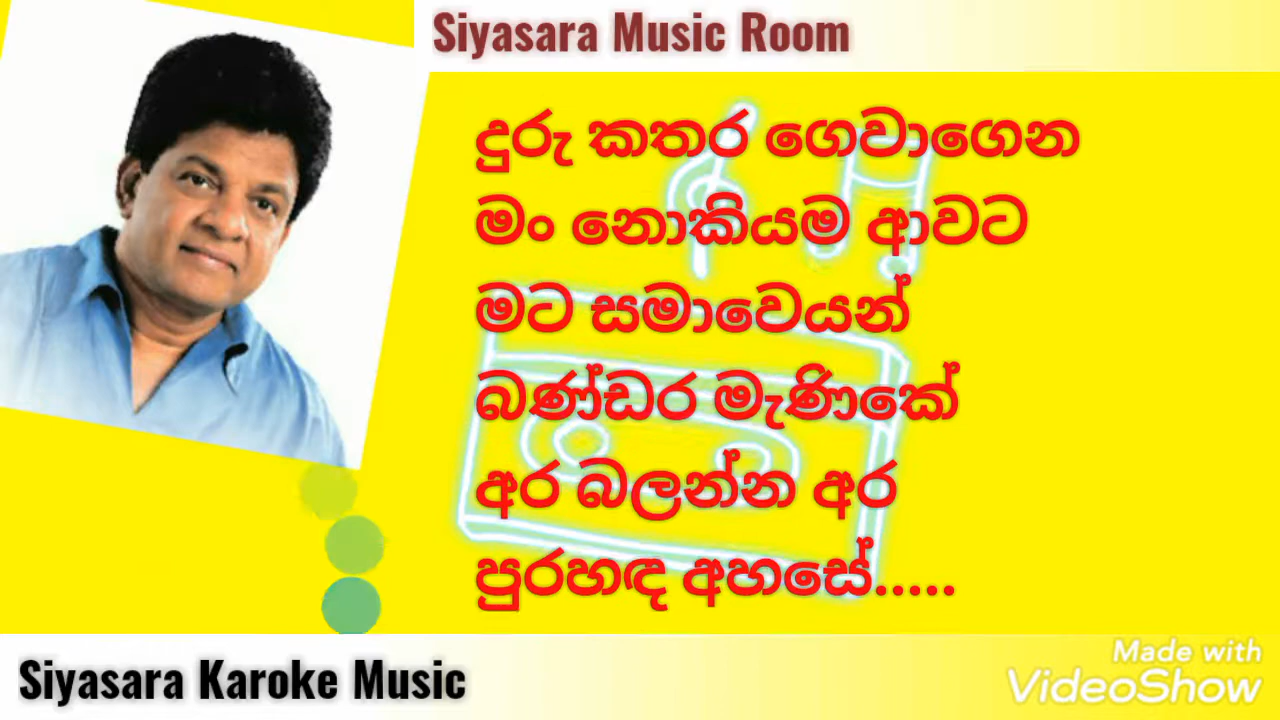 Siyasara Music Room
දුරු කතර ගෙවාගෙන
මං නොකියම ආවට
මට සමාවෙයන්
බණ්ඩර මැණිකේ
අර බලන්න අර
පුරහඳ අහසේ.....
Siyasara Karoke Music
Made with
VideoShow